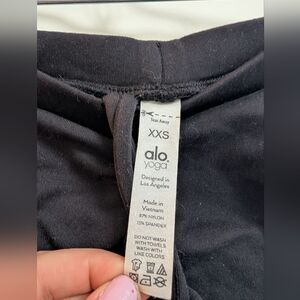 Tear Away
XXS
alo
yoga
Designed in
Los Angeles
Made in
Vietnam
87% NYLON
13% SPANDEX
DO NOT WASH
WITH TOWELS
WASH WITH
LIKE COLORS